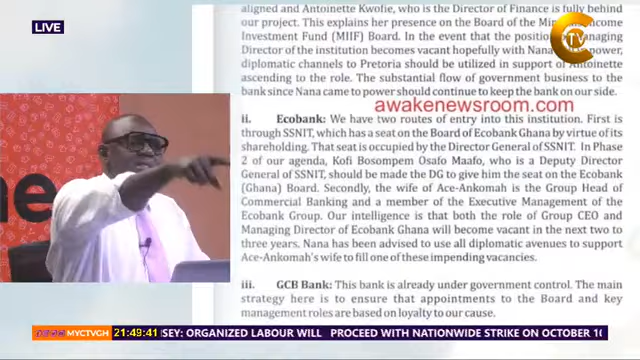 LIVE
aligned and Antoinette Kwofie, who is the Director of Finance is fully behind
our project. This explains her presence on the Board of the Income
Investment Fund (MIIF) Board. In the event that the position Managing
Director of the institution becomes vacant hopefully with Nana power,
diplomatic channels to Pretoria should be utilized in support of Antoinette
ascending to the role. The substantial flow of government business to the
bank since Nana came to power should continue to keep the bank on our side.
CTV
awakenewsroom.com
ii. Ecobank: We have two routes of entry into this institution. First is
through SSNIT, which has a seat on the Board of Ecobank Ghana by virtue of its
shareholding. That seat is occupied by the Director General of SSNIT. In Phase
2 of our agenda, Kofi Bosompem Osafo Maafo, who is a Deputy Director
General of SSNIT, should be made the DG to give him the seat on the Ecobank
(Ghana) Board. Secondly, the wife of Ace-Ankomah is the Group Head of
Commercial Banking and a member of the Executive Management of the
Ecobank Group. Our intelligence is that both the role of Group CEO and
Managing Director of Ecobank Ghana will become vacant in the next two to
three years. Nana has been advised to use all diplomatic avenues to support
Ace-Ankomah's wife to fill one of these impending vacancies.
iii. GCB Bank: This bank is already under government control. The main
strategy here is to ensure that appointments to the Board and key
management roles are based on loyalty to our cause.
ne
MYCTVGH 21:49:41 SEY: ORGANIZED LABOUR WILL PROCEED WITH NATIONWIDE STRIKE ON OCTOBER 10